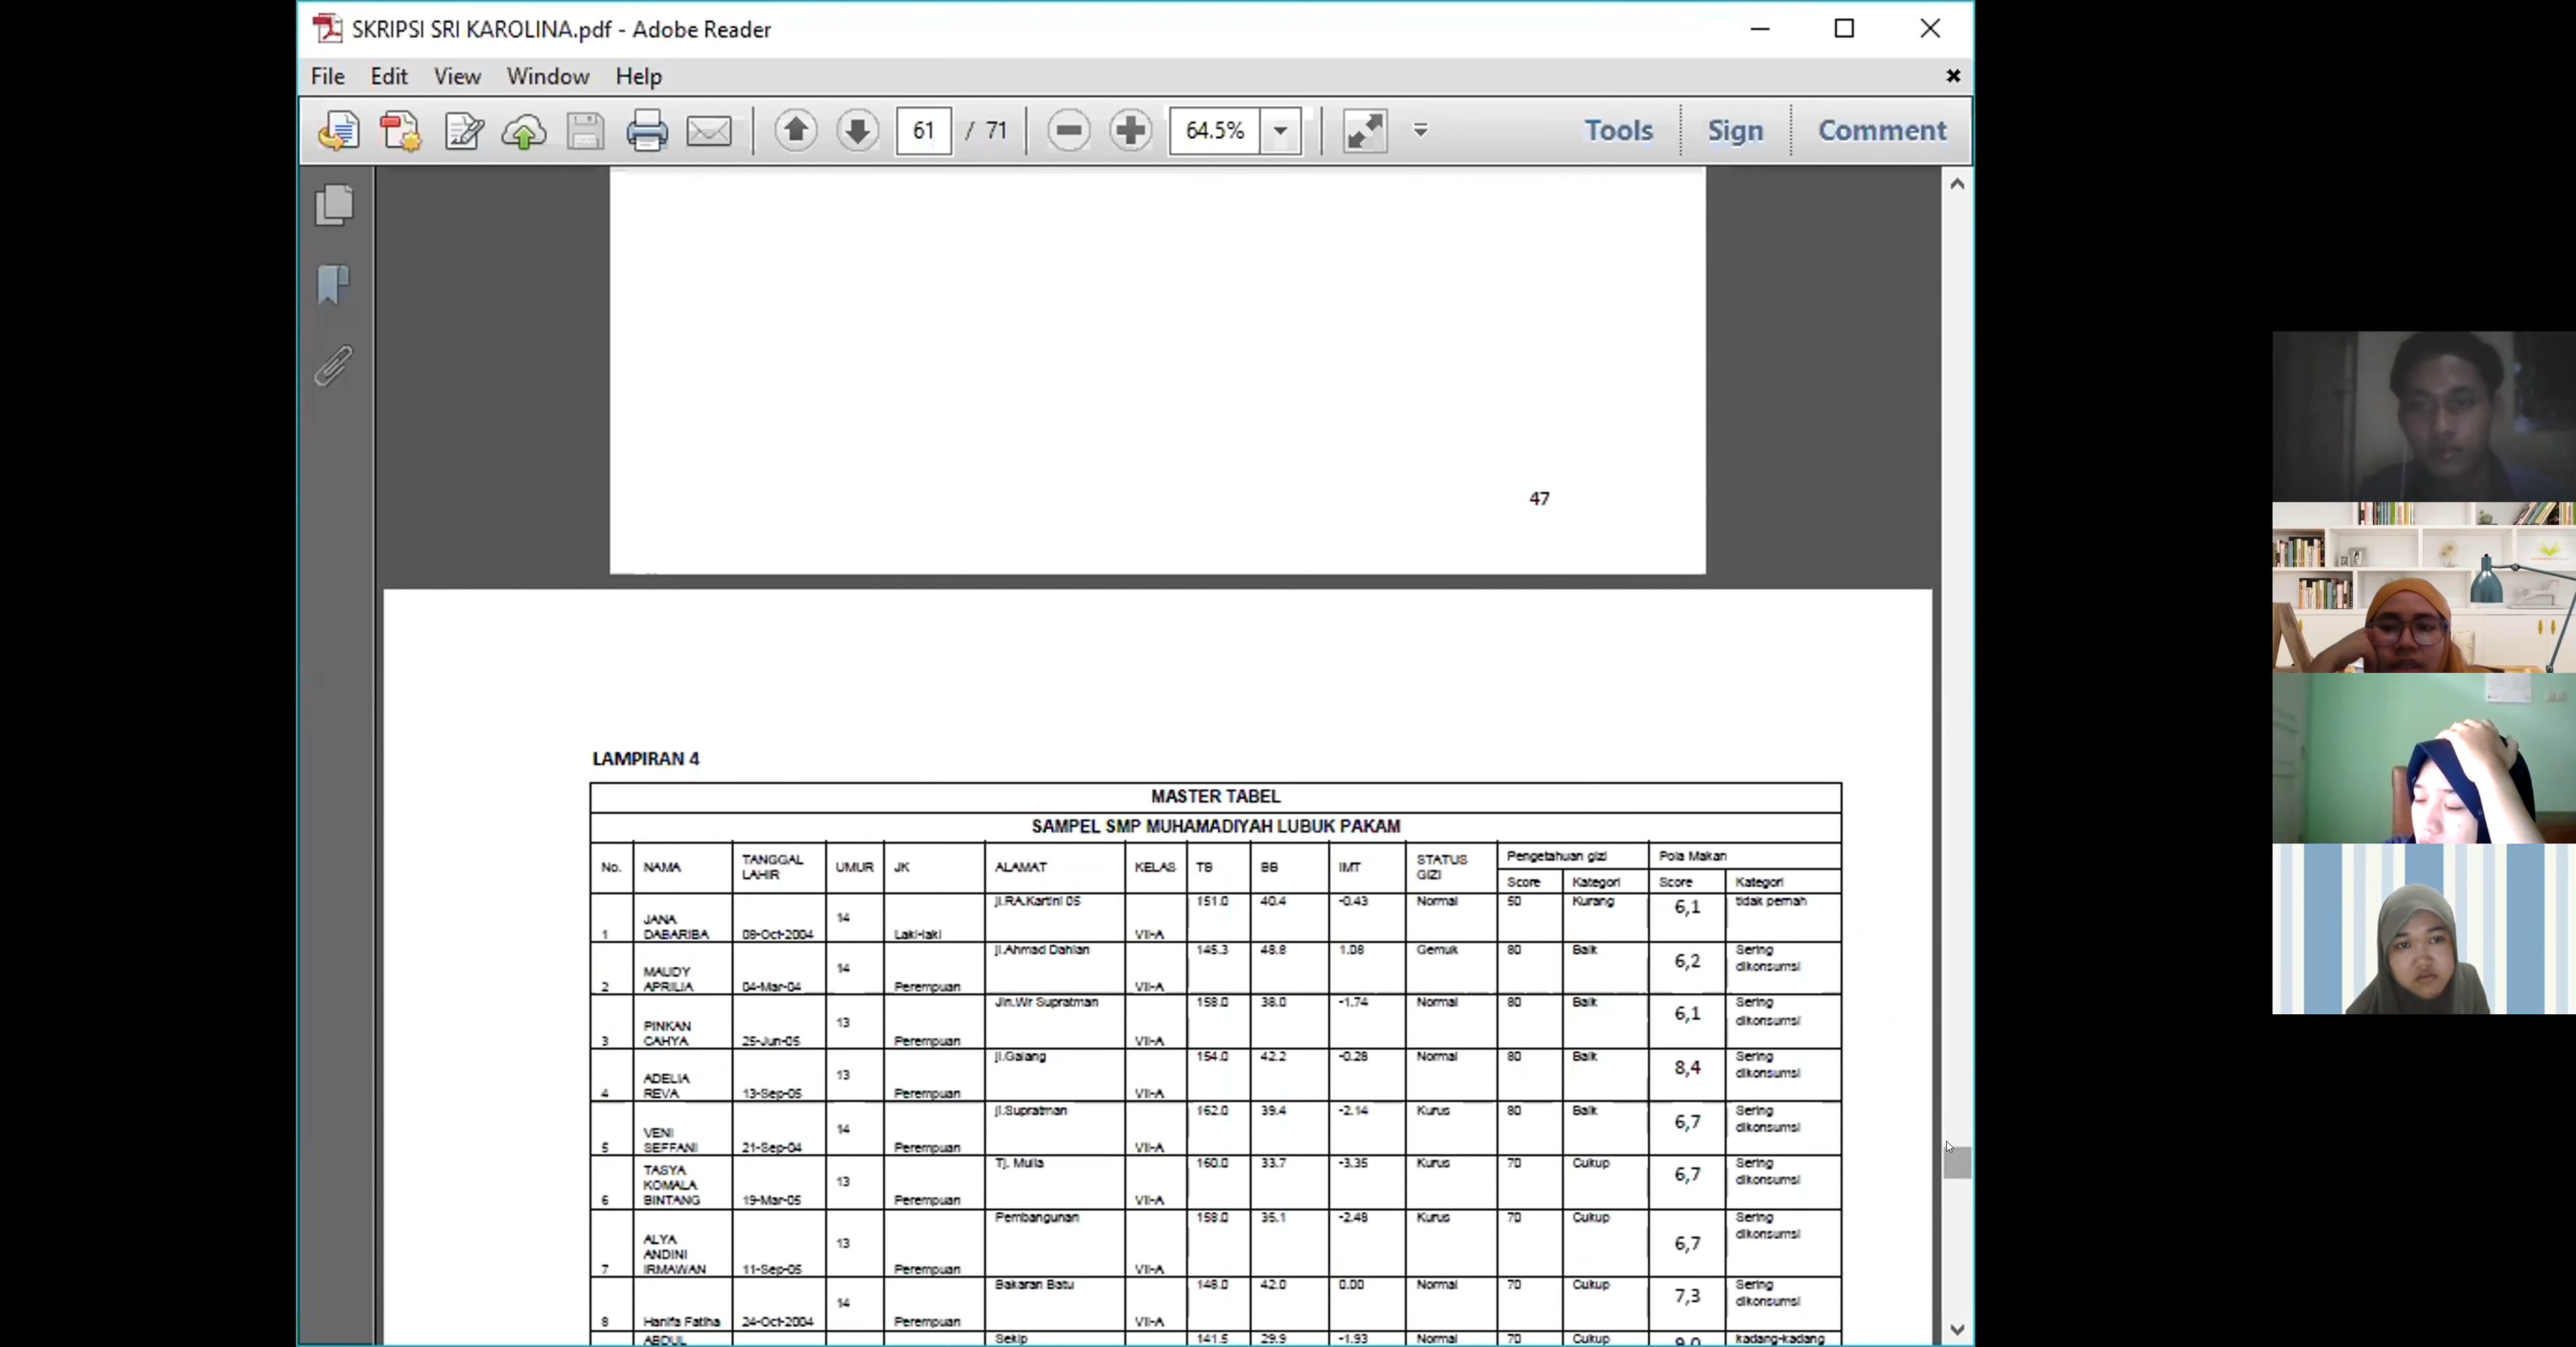 SKRIPSI SRI KAROLINA.pdf - Adobe Reader
File Edit View Window Help
61 / 71 64.5% Tools Sign Comment
47
LAMPIRAN 4
MASTER TABEL
SAMPEL SMP MUHAMADIYAH LUBUK PAKAM
No. NAMA TANGGAL LAHIR UMUR JK ALAMAT KELAS TB BB IMT STATUS GIZI Pengetahuan gizi Pola Makan
Score Kategori Score Kategori
1 JANA DABARIBA 08-Oct-2004 14 Laki-laki jl.RA.Kartini 05 VII-A 151.0 40.4 -0.43 Normal 50 Kurang 6,1 tidak pernah
2 MAUDY APRILIA 04-Mar-04 14 Perempuan jl.Ahmad Dahlan VII-A 145.3 48.8 1.08 Gemuk 80 Baik 6,2 Sering dikonsumsi
3 PINKAN CAHYA 25-Jun-05 13 Perempuan Jln.Wr Supratman VII-A 158.0 38.0 -1.74 Normal 80 Baik 6,1 Sering dikonsumsi
4 ADELIA REVA 13-Sep-05 13 Perempuan jl.Galang VII-A 154.0 42.2 -0.28 Normal 80 Baik 8,4 Sering dikonsumsi
5 VENI SEFFANI 21-Sep-04 14 Perempuan jl.Supratman VII-A 162.0 39.4 -2.14 Kurus 80 Baik 6,7 Sering dikonsumsi
6 TASYA KOMALA BINTANG 19-Mar-05 13 Perempuan Tj. Mulia VII-A 160.0 33.7 -3.35 Kurus 70 Cukup 6,7 Sering dikonsumsi
7 ALYA ANDINI IRMAWAN 11-Sep-05 13 Perempuan Pembangunan VII-A 158.0 35.1 -2.48 Kurus 70 Cukup 6,7 Sering dikonsumsi
8 Hanifa Fatiha 24-Oct-2004 14 Perempuan Bakaran Batu VII-A 148.0 42.0 0.00 Normal 70 Cukup 7,3 Sering dikonsumsi
ABDUL Sekip 141.5 29.9 -1.93 Normal 70 Cukup 9,0 kadang-kadang